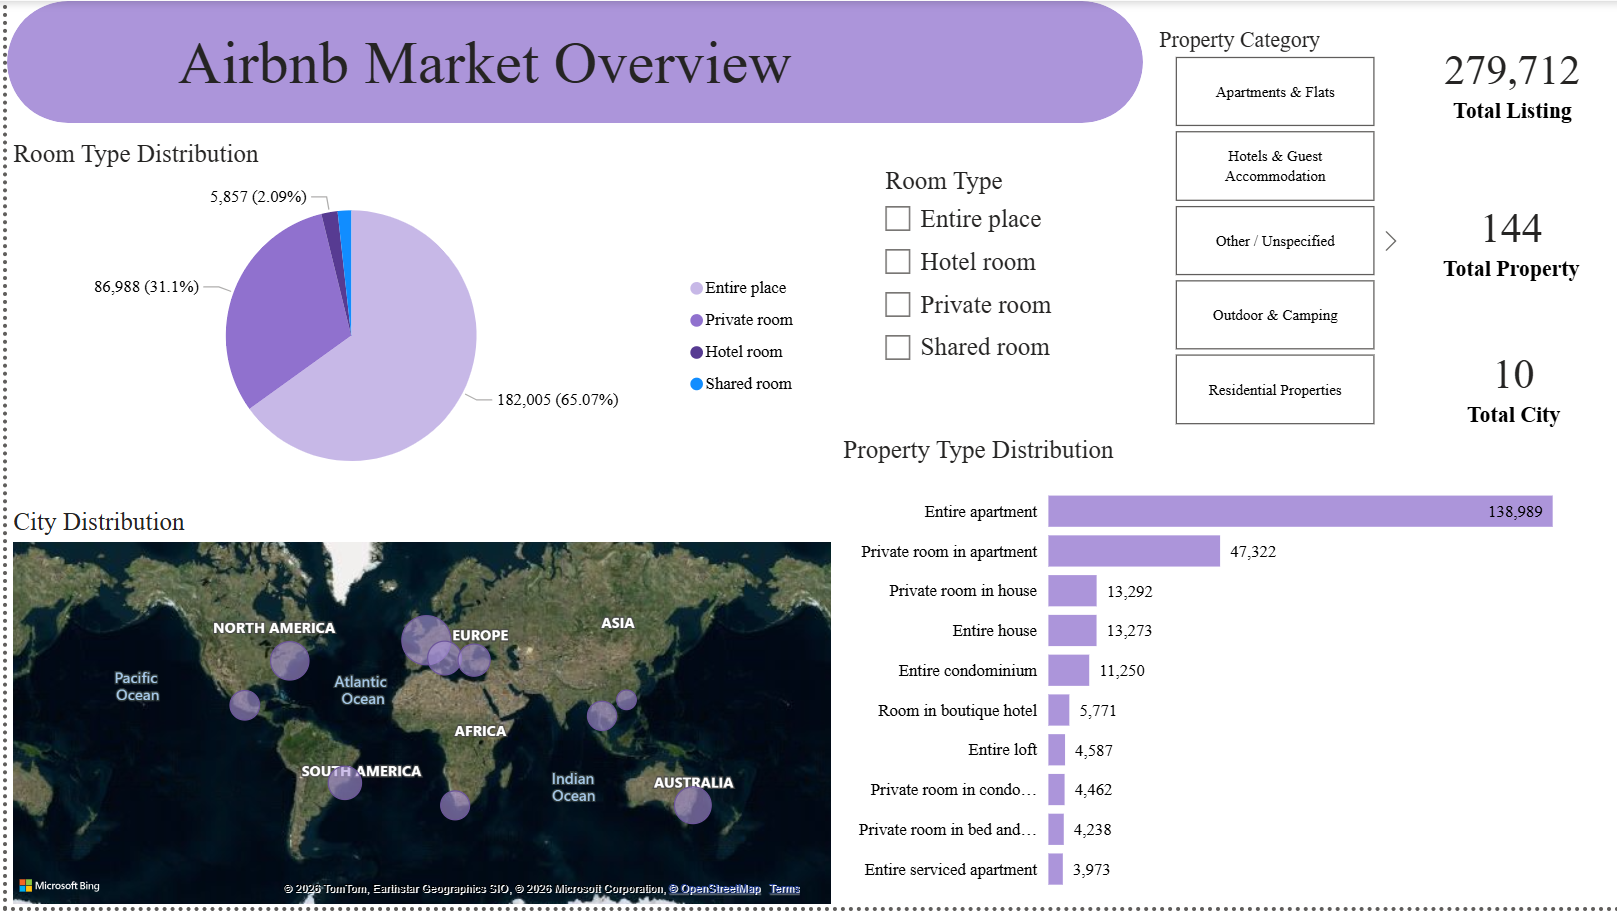 Airbnb Market Overview
Property Category
Apartments & Flats
Hotels & Guest
Accommodation
Other / Unspecified
Outdoor & Camping
Residential Properties
279,712
Total Listing
144
Total Property
10
Total City
Room Type Distribution
5,857 (2.09%)
86,988 (31.1%)
182,005 (65.07%)
Entire place
Private room
Hotel room
Shared room
Room Type
Entire place
Hotel room
Private room
Shared room
City Distribution
NORTH AMERICA
EUROPE
ASIA
Pacific
Ocean
Atlantic
Ocean
AFRICA
SOUTH AMERICA
Indian
Ocean
AUSTRALIA
Microsoft Bing
© 2026 TomTom, Earthstar Geographics SIO, © 2026 Microsoft Corporation, © OpenStreetMap Terms
Property Type Distribution
Entire apartment 138,989
Private room in apartment 47,322
Private room in house 13,292
Entire house 13,273
Entire condominium 11,250
Room in boutique hotel 5,771
Entire loft 4,587
Private room in condo… 4,462
Private room in bed and… 4,238
Entire serviced apartment 3,973